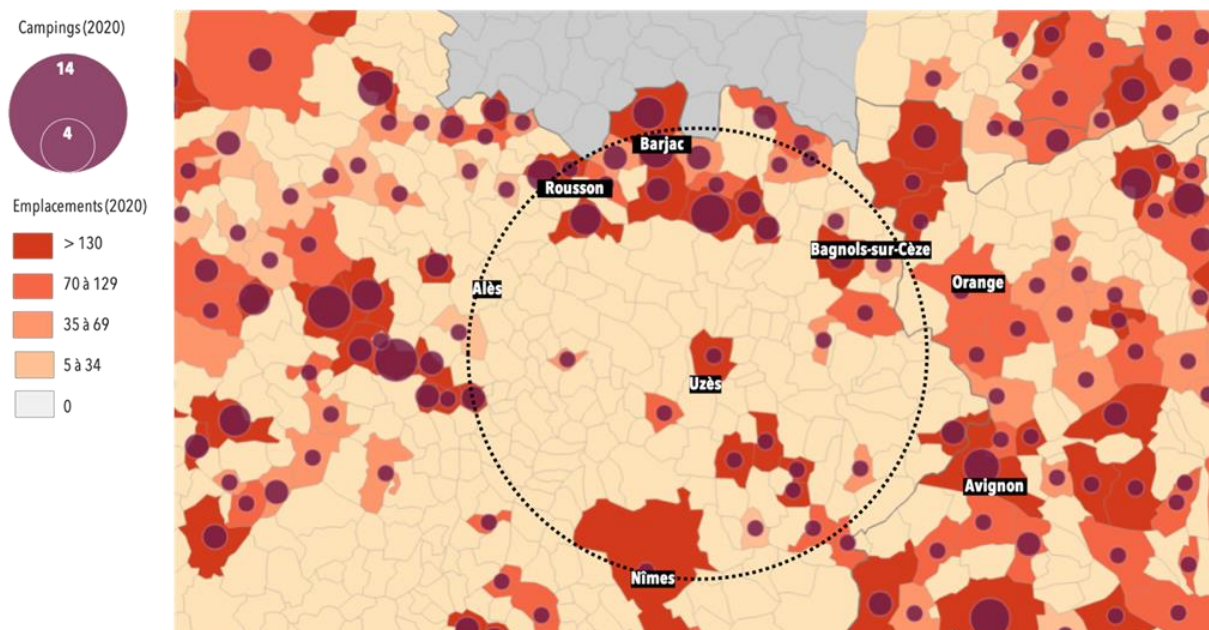 Campings (2020)
14
4
Emplacements (2020)
> 130
70 à 129
35 à 69
5 à 34
0
Barjac
Rousson
Bagnols-sur-Cèze
Alès
Orange
Uzès
Avignon
Nîmes